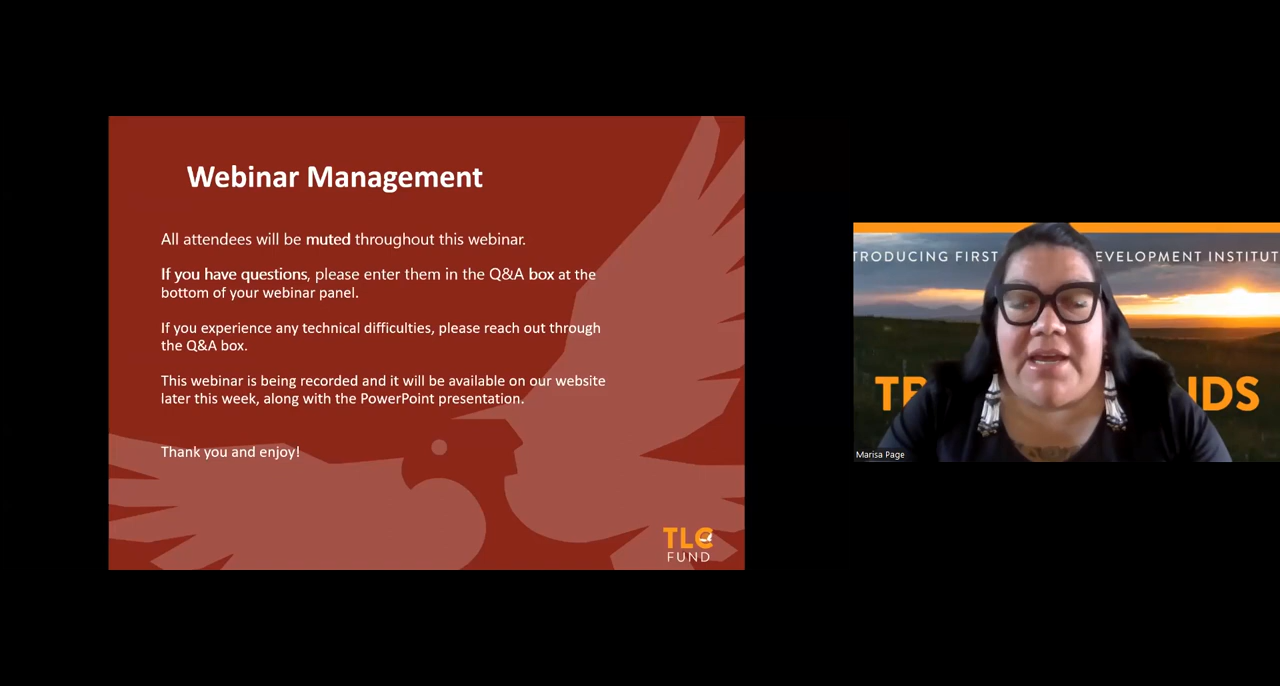 Webinar Management
All attendees will be muted throughout this webinar.
If you have questions, please enter them in the Q&A box at the
bottom of your webinar panel.
If you experience any technical difficulties, please reach out through
the Q&A box.
This webinar is being recorded and it will be available on our website
later this week, along with the PowerPoint presentation.
Thank you and enjoy!
TLC
FUND
TRODUCING FIRST EVELOPMENT INSTITUT
Marisa Page